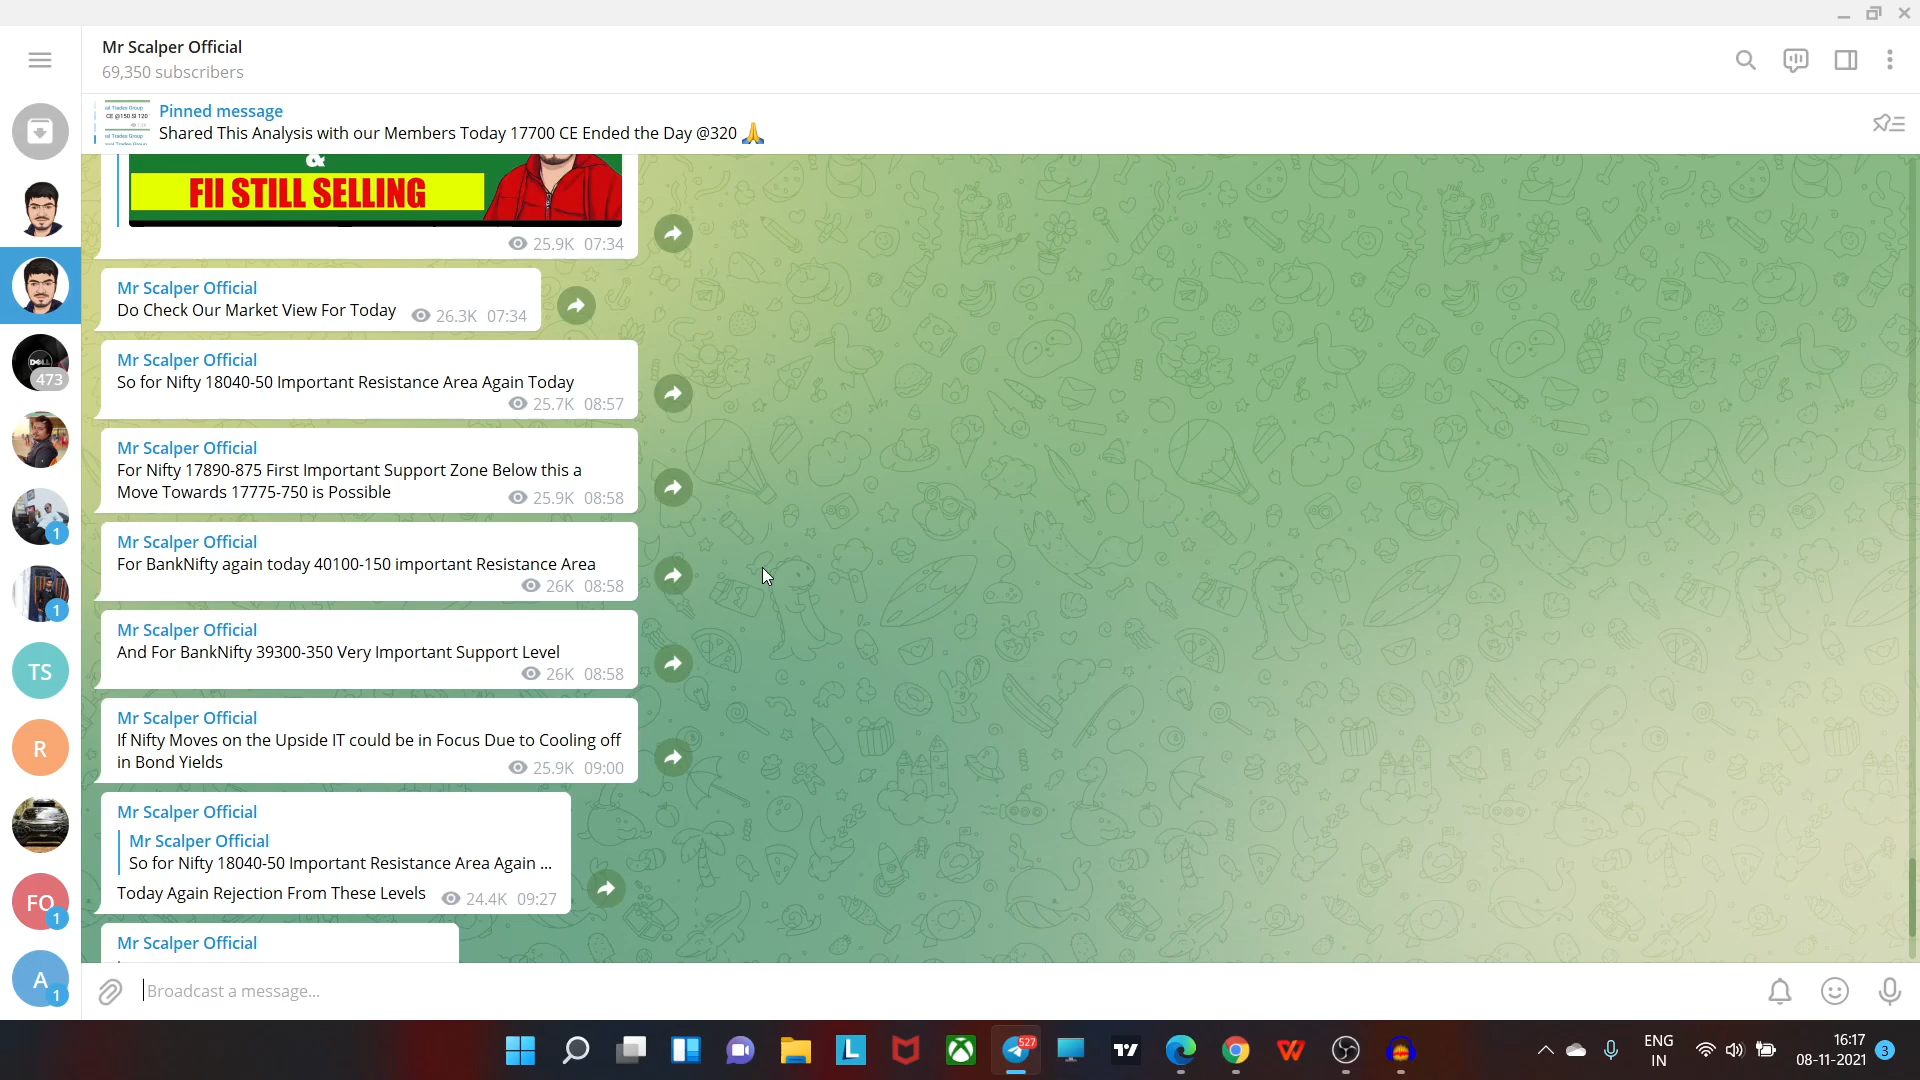 Mr Scalper Official
69,350 subscribers
Pinned message
Shared This Analysis with our Members Today 17700 CE Ended the Day @320 🙏
&
FII STILL SELLING
25.9K 07:34
Mr Scalper Official
Do Check Our Market View For Today
26.3K 07:34
Mr Scalper Official
So for Nifty 18040-50 Important Resistance Area Again Today
25.7K 08:57
Mr Scalper Official
For Nifty 17890-875 First Important Support Zone Below this a
Move Towards 17775-750 is Possible
25.9K 08:58
Mr Scalper Official
For BankNifty again today 40100-150 important Resistance Area
26K 08:58
Mr Scalper Official
And For BankNifty 39300-350 Very Important Support Level
26K 08:58
Mr Scalper Official
If Nifty Moves on the Upside IT could be in Focus Due to Cooling off
in Bond Yields
25.9K 09:00
Mr Scalper Official
Mr Scalper Official
So for Nifty 18040-50 Important Resistance Area Again ...
Today Again Rejection From These Levels
24.4K 09:27
Mr Scalper Official
Broadcast a message...
473
1
1
TS
R
FO
1
A
1
L
527
ENG
IN
16:17
08-11-2021
3